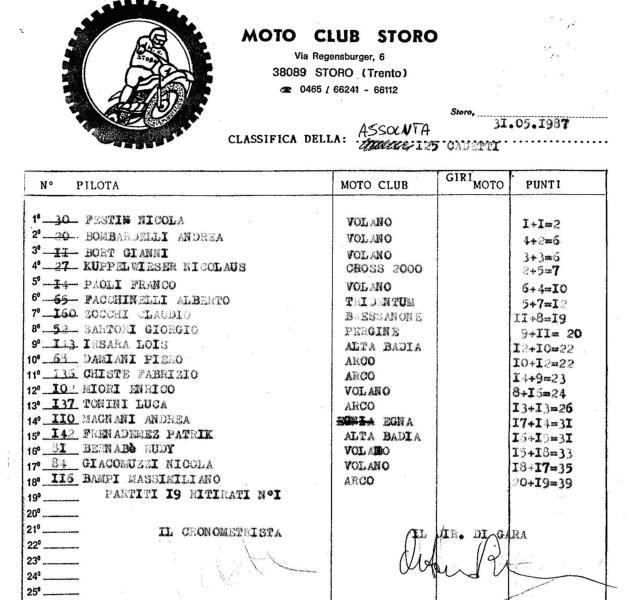 MOTO CLUB STORO
Via Regensburger, 6
38089 STORO (Trento)
☎ 0465 / 66241 - 66112
Storo, 31.05.1987
CLASSIFICA DELLA: ASSOLUTA 125 CADETTI
N° PILOTA MOTO CLUB GIRI MOTO PUNTI
1° 30 FESTIN NICOLA VOLANO 1+1=2
2° 20 BOMBARDELLI ANDREA VOLANO 4+2=6
3° 11 BORT GIANNI VOLANO 3+3=6
4° 27 KUPPELWIESER NICOLAUS CROSS 2000 2+5=7
5° 14 PAOLI FRANCO VOLANO 6+4=10
6° 65 FACCHINELLI ALBERTO TRIDENTUM 5+7=12
7° 160 ZOCCHI CLAUDIO BRESSANONE 11+8=19
8° 52 SARTORI GIORGIO PERGINE 9+11= 20
9° 143 IRSARA LOIS ALTA BADIA 12+10=22
10° DAMIANI PIERO ARCO 10+12=22
11° 135 CHISTE FABRIZIO ARCO 14+9=23
12° 102 MIORI ENRICO VOLANO 8+16=24
13° 137 TONINI LUCA ARCO 13+13=26
14° 110 MAGNANI ANDREA EGNA 17+14=31
15° 142 FRENADEMEZ PATRIK ALTA BADIA 16+15=31
16° 31 BERNABè RUDY VOLANO 15+18=33
17° 84 GIACOMUZZI NICOLA VOLANO 18+17=35
18° 116 BAMPI MASSIMILIANO ARCO 20+19=39
19° PARTITI 19 RITIRATI N°1
20°
21° IL CRONOMETRISTA IL DIR. DI GARA
22°
23°
24°
25°